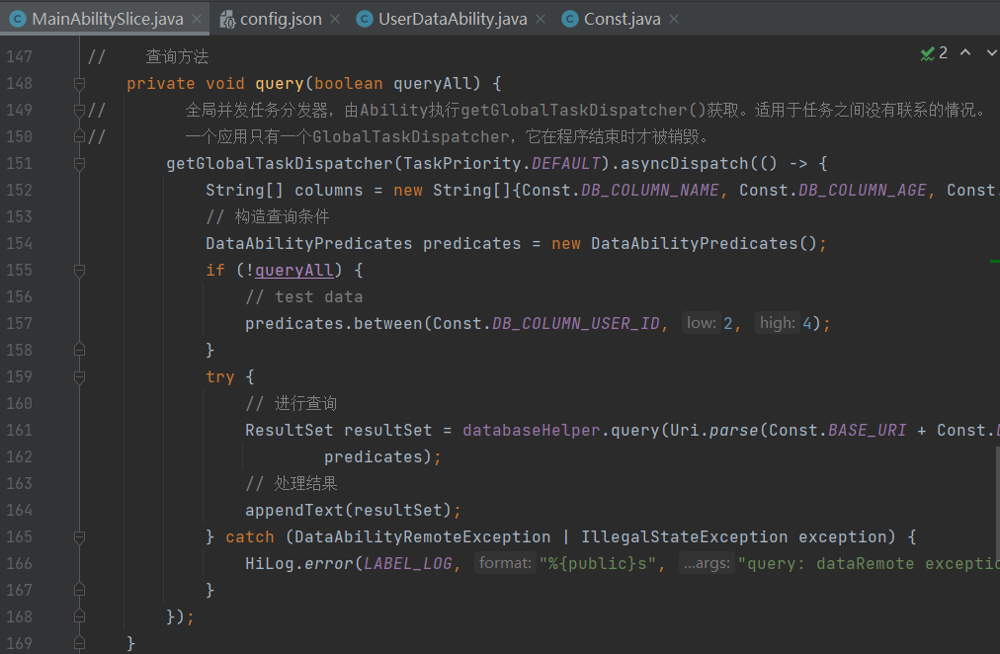 MainAbilitySlice.java config.json UserDataAbility.java Const.java
2
147 // 查询方法
148 private void query(boolean queryAll) {
149 // 全局并发任务分发器，由Ability执行getGlobalTaskDispatcher()获取。适用于任务之间没有联系的情况。
150 // 一个应用只有一个GlobalTaskDispatcher，它在程序结束时才被销毁。
151 getGlobalTaskDispatcher(TaskPriority.DEFAULT).asyncDispatch(() -> {
152 String[] columns = new String[]{Const.DB_COLUMN_NAME, Const.DB_COLUMN_AGE, Const.
153 // 构造查询条件
154 DataAbilityPredicates predicates = new DataAbilityPredicates();
155 if (!queryAll) {
156 // test data
157 predicates.between(Const.DB_COLUMN_USER_ID, low: 2, high: 4);
158 }
159 try {
160 // 进行查询
161 ResultSet resultSet = databaseHelper.query(Uri.parse(Const.BASE_URI + Const.
162 predicates);
163 // 处理结果
164 appendText(resultSet);
165 } catch (DataAbilityRemoteException | IllegalStateException exception) {
166 HiLog.error(LABEL_LOG, format: "%{public}s", ...args: "query: dataRemote exceptio
167 }
168 });
169 }